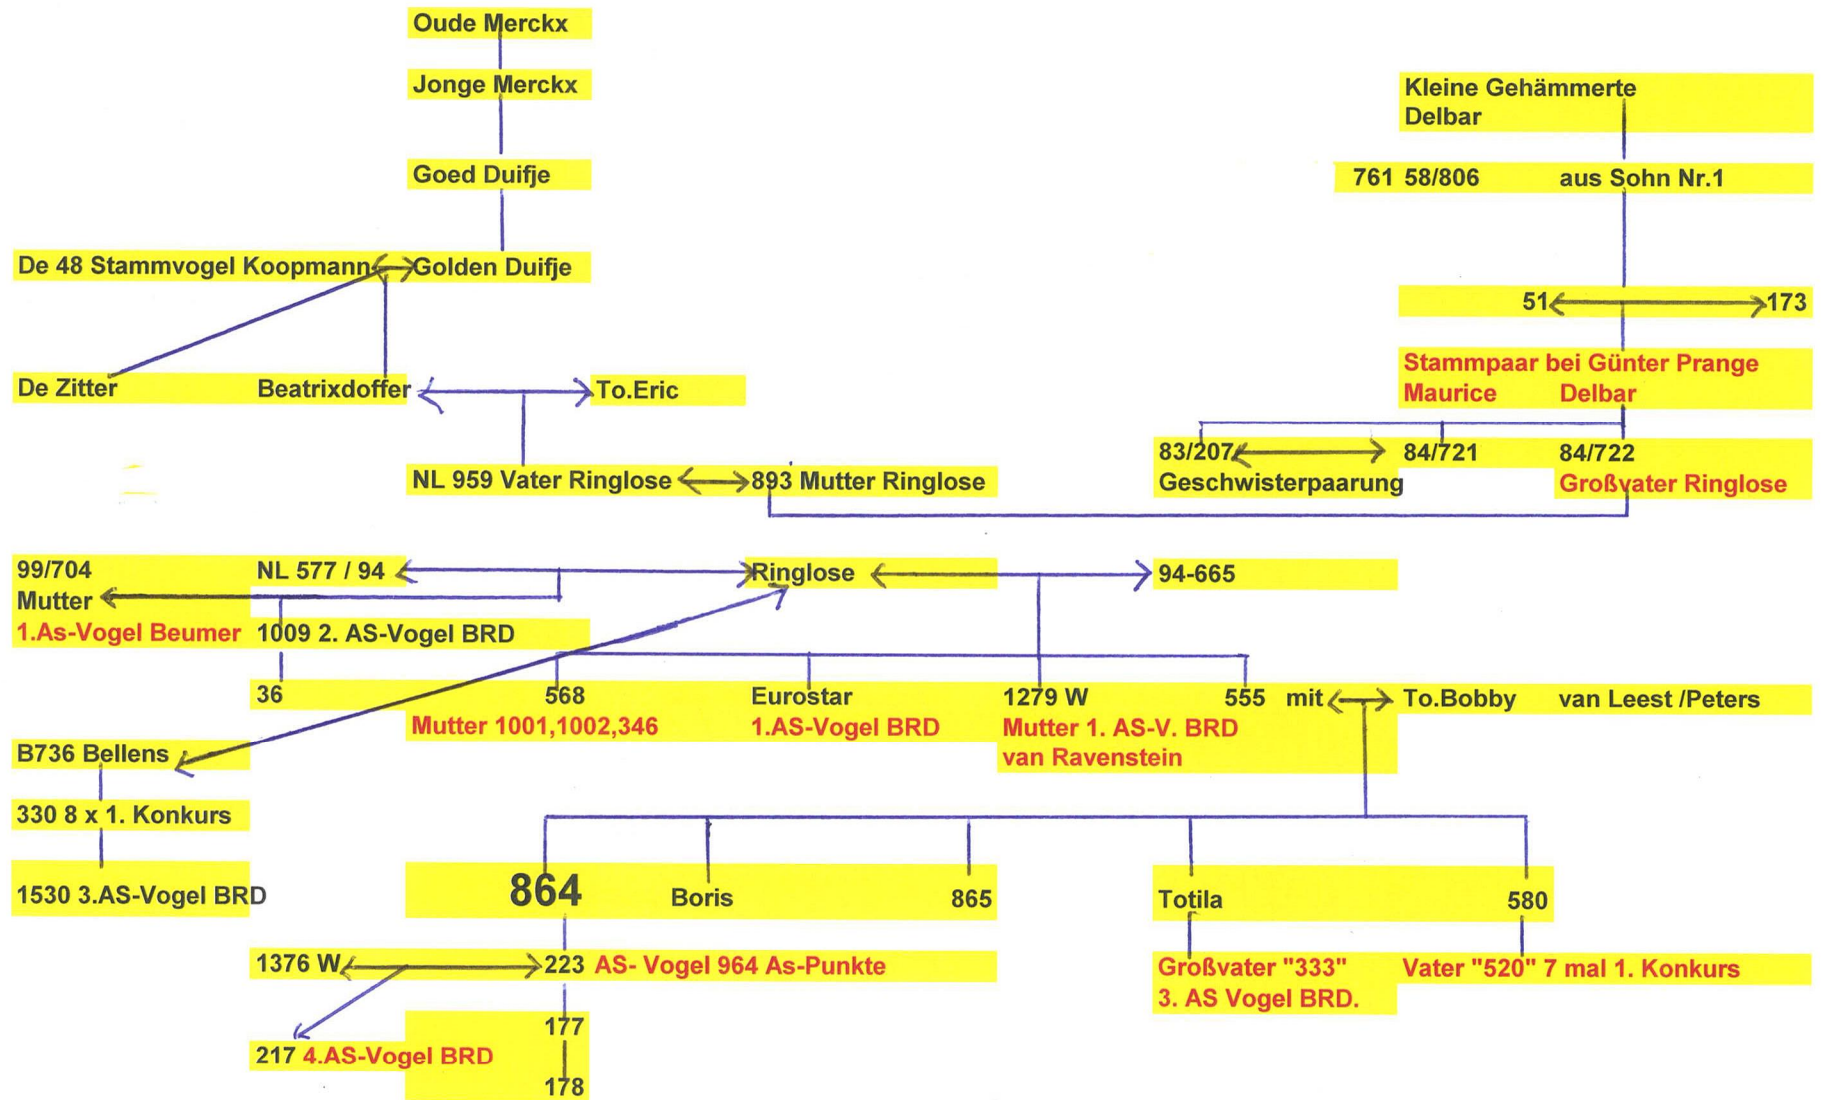 Oude Merckx
Jonge Merckx
Kleine Gehämmerte
Delbar
Goed Duifje
761 58/806 aus Sohn Nr.1
De 48 Stammvogel Koopmann Golden Duifje
51 173
Stammpaar bei Günter Prange
Maurice Delbar
De Zitter Beatrixdoffer To.Eric
83/207 84/721 84/722
Geschwisterpaarung Großvater Ringlose
NL 959 Vater Ringlose 893 Mutter Ringlose
99/704 NL 577 / 94 Ringlose 94-665
Mutter
1.As-Vogel Beumer 1009 2. AS-Vogel BRD
36 568 Eurostar 1279 W 555 mit To.Bobby van Leest /Peters
Mutter 1001,1002,346 1.AS-Vogel BRD Mutter 1. AS-V. BRD
van Ravenstein
B736 Bellens
330 8 x 1. Konkurs
1530 3.AS-Vogel BRD 864 Boris 865 Totila 580
1376 W 223 AS- Vogel 964 As-Punkte Großvater "333" Vater "520" 7 mal 1. Konkurs
3. AS Vogel BRD.
177
217 4.AS-Vogel BRD
178